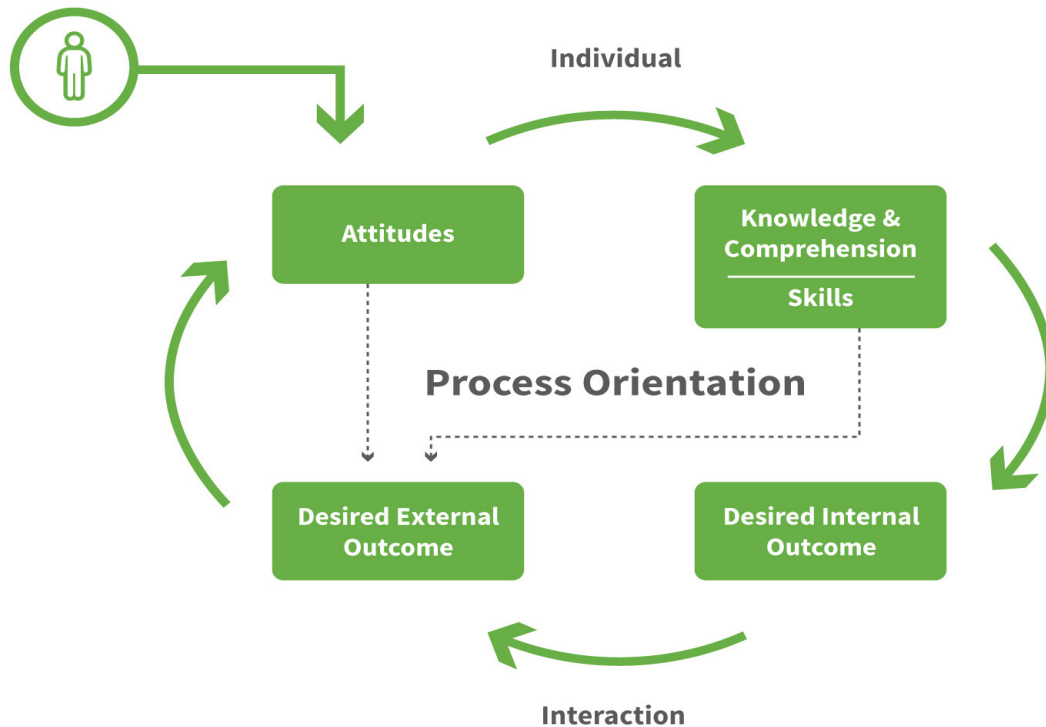 Individual
Attitudes
Knowledge &
Comprehension
Skills
Process Orientation
Desired External
Outcome
Desired Internal
Outcome
Interaction